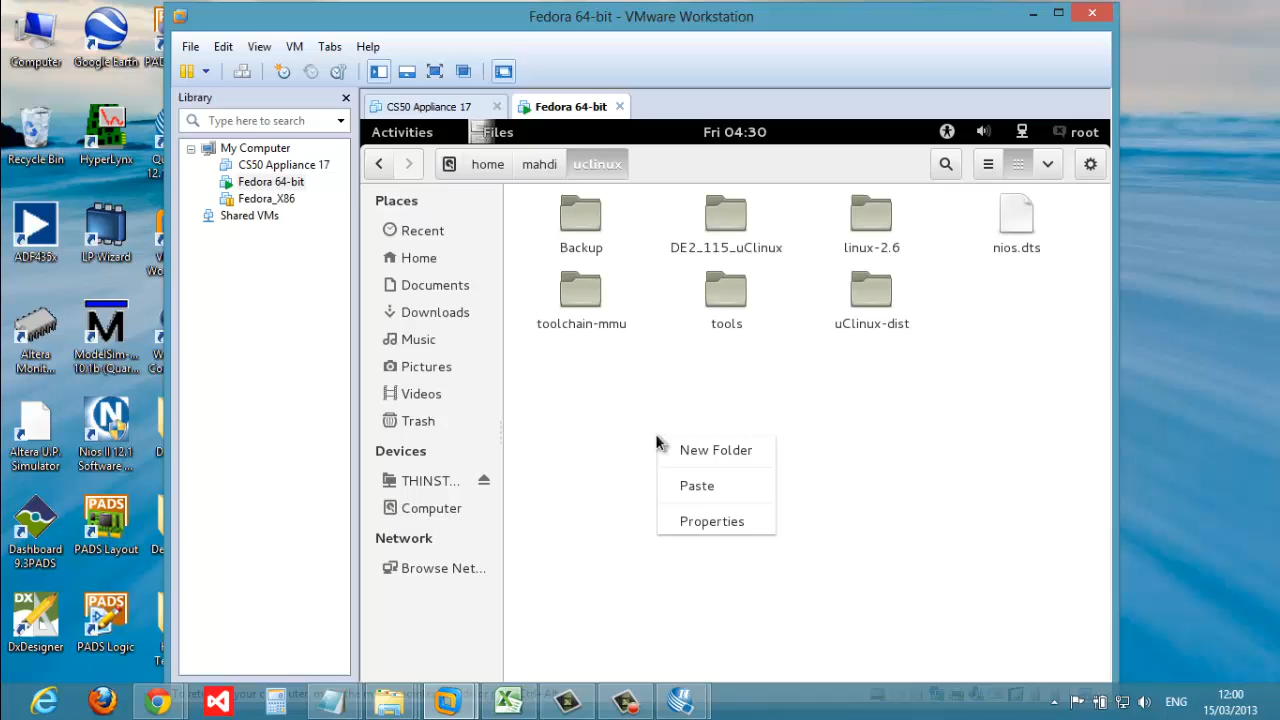 Fedora 64-bit - VMware Workstation
File Edit View VM Tabs Help
Library
Type here to search
My Computer
CS50 Appliance 17
Fedora 64-bit
Fedora_X86
Shared VMs
CS50 Appliance 17
Fedora 64-bit
Activities
Files
Fri 04:30
root
home
mahdi
uclinux
Places
Recent
Home
Documents
Downloads
Music
Pictures
Videos
Trash
Devices
THINST...
Computer
Network
Browse Net...
Backup
DE2_115_uClinux
linux-2.6
nios.dts
toolchain-mmu
tools
uClinux-dist
New Folder
Paste
Properties
Computer
Google Earth
Recycle Bin
HyperLynx
ADF435x
LP Wizard
Altera
Monit...
ModelSim-...
10.1b (Quar...
Altera U.P.
Simulator
Nios II 12.1
Software ...
Dashboard
9.3PADS
PADS Layout
DX
DxDesigner
PADS
PADS Logic
ENG
12:00
15/03/2013